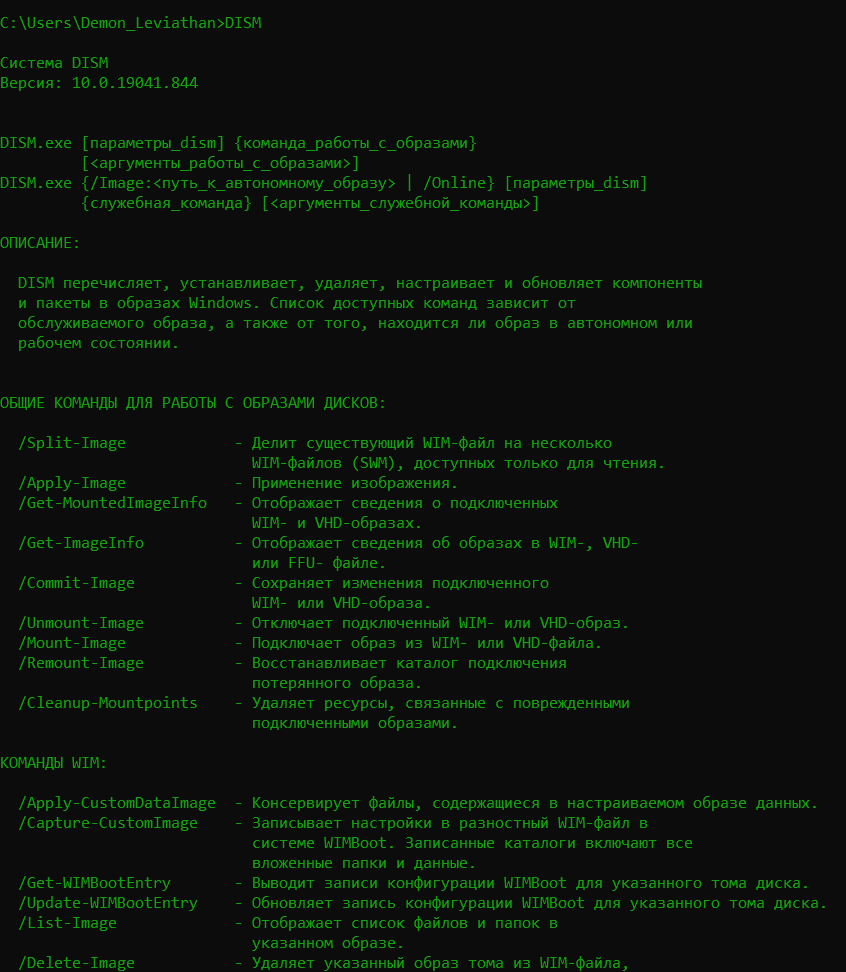 C:\Users\Demon_Leviathan>DISM
Cистема DISM
Версия: 10.0.19041.844
DISM.exe [параметры_dism] {команда_работы_с_образами}
[<аргументы_работы_с_образами>]
DISM.exe {/Image:<путь_к_автономному_образу> | /Online} [параметры_dism]
{служебная_команда} [<аргументы_служебной_команды>]
ОПИСАНИЕ:
DISM перечисляет, устанавливает, удаляет, настраивает и обновляет компоненты
и пакеты в образах Windows. Список доступных команд зависит от
обслуживаемого образа, а также от того, находится ли образ в автономном или
рабочем состоянии.
ОБЩИЕ КОМАНДЫ ДЛЯ РАБОТЫ С ОБРАЗАМИ ДИСКОВ:
/Split-Image - Делит существующий WIM-файл на несколько
WIM-файлов (SWM), доступных только для чтения.
/Apply-Image - Применение изображения.
/Get-MountedImageInfo - Отображает сведения о подключенных
WIM- и VHD-образах.
/Get-ImageInfo - Отображает сведения об образах в WIM-, VHD-
или FFU- файле.
/Commit-Image - Сохраняет изменения подключенного
WIM- или VHD-образа.
/Unmount-Image - Отключает подключенный WIM- или VHD-образ.
/Mount-Image - Подключает образ из WIM- или VHD-файла.
/Remount-Image - Восстанавливает каталог подключения
потерянного образа.
/Cleanup-Mountpoints - Удаляет ресурсы, связанные с поврежденными
подключенными образами.
КОМАНДЫ WIM:
/Apply-CustomDataImage - Консервирует файлы, содержащиеся в настраиваемом образе данных.
/Capture-CustomImage - Записывает настройки в разностный WIM-файл в
системе WIMBoot. Записанные каталоги включают все
вложенные папки и данные.
/Get-WIMBootEntry - Выводит записи конфигурации WIMBoot для указанного тома диска.
/Update-WIMBootEntry - Обновляет запись конфигурации WIMBoot для указанного тома диска.
/List-Image - Отображает список файлов и папок в
указанном образе.
/Delete-Image - Удаляет указанный образ тома из WIM-файла,